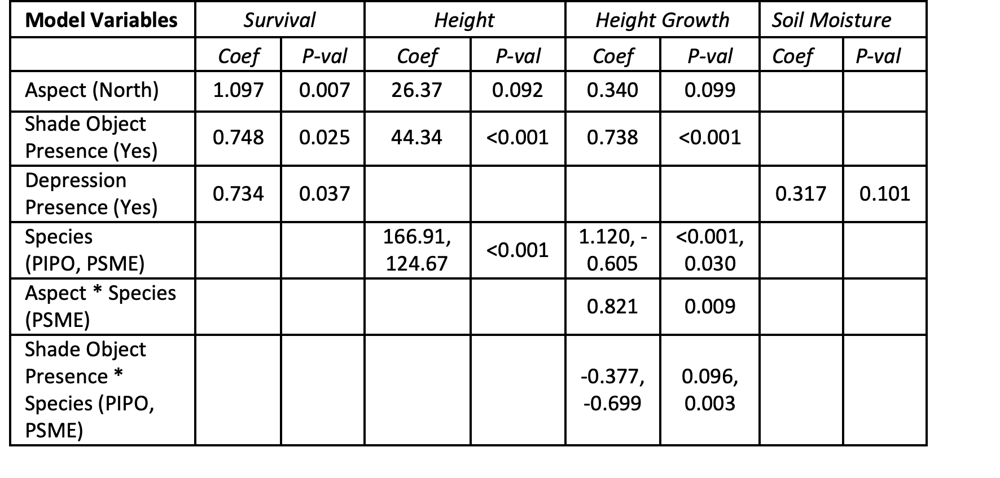 Model Variables Survival Height Height Growth Soil Moisture
Coef P-val Coef P-val Coef P-val Coef P-val
Aspect (North) 1.097 0.007 26.37 0.092 0.340 0.099
Shade Object
Presence (Yes) 0.748 0.025 44.34 <0.001 0.738 <0.001
Depression
Presence (Yes) 0.734 0.037 0.317 0.101
Species
(PIPO, PSME)
166.91,
124.67
<0.001
1.120, -
0.605
<0.001,
0.030
Aspect * Species
(PSME)
0.821 0.009
Shade Object
Presence *
Species (PIPO,
PSME)
-0.377,
-0.699
0.096,
0.003